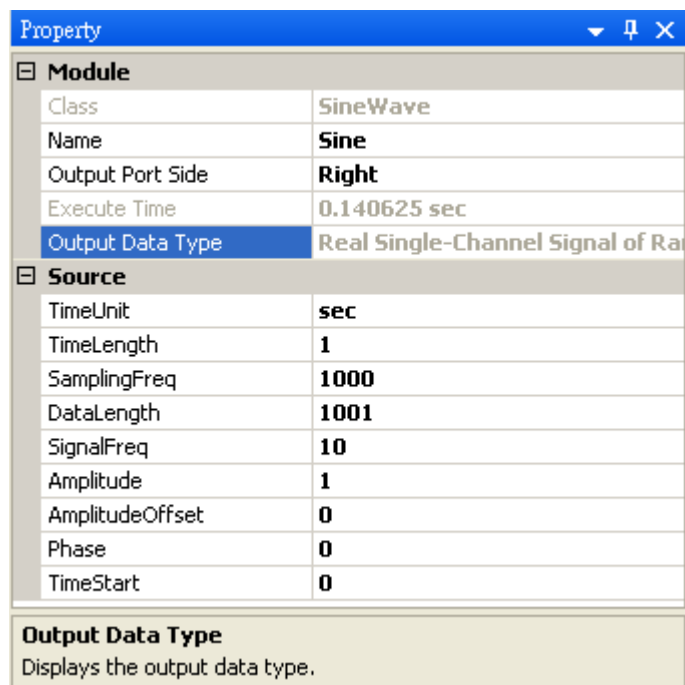 Property
Module
Class SineWave
Name Sine
Output Port Side Right
Execute Time 0.140625 sec
Output Data Type Real Single-Channel Signal of
Source
TimeUnit sec
TimeLength 1
SamplingFreq 1000
DataLength 1001
SignalFreq 10
Amplitude 1
AmplitudeOffset 0
Phase 0
TimeStart 0
Output Data Type
Displays the output data type.